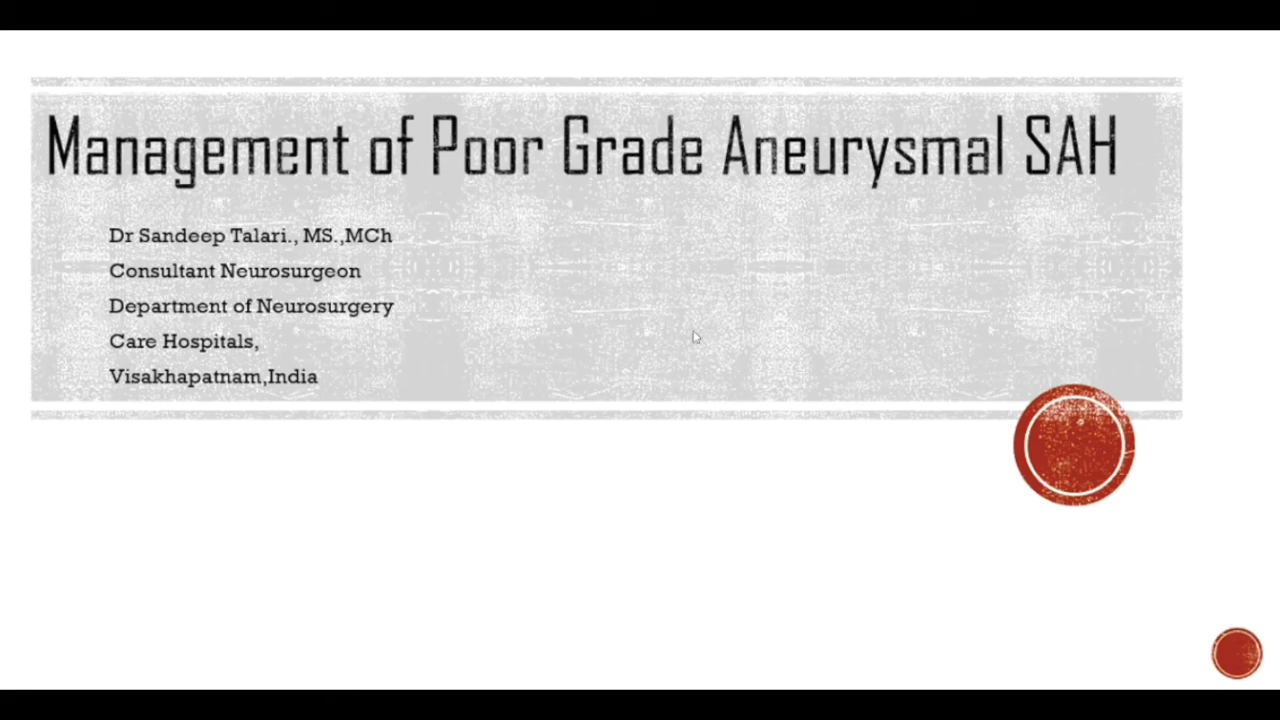 Management of Poor Grade Aneurysmal SAH
Dr Sandeep Talari., MS.,MCh
Consultant Neurosurgeon
Department of Neurosurgery
Care Hospitals,
Visakhapatnam,India